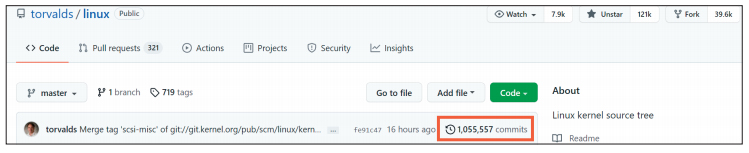 torvalds / linux Public Watch 7.9k Unstar 121k Fork 39.6k
Code Pull requests 321 Actions Projects Security Insights
master 1 branch 719 tags Go to file Add file Code About
Linux kernel source tree
torvalds Merge tag 'scsi-misc' of git://git.kernel.org/pub/scm/linux/kern... ... fe91c47 16 hours ago 1,055,557 commits
Readme